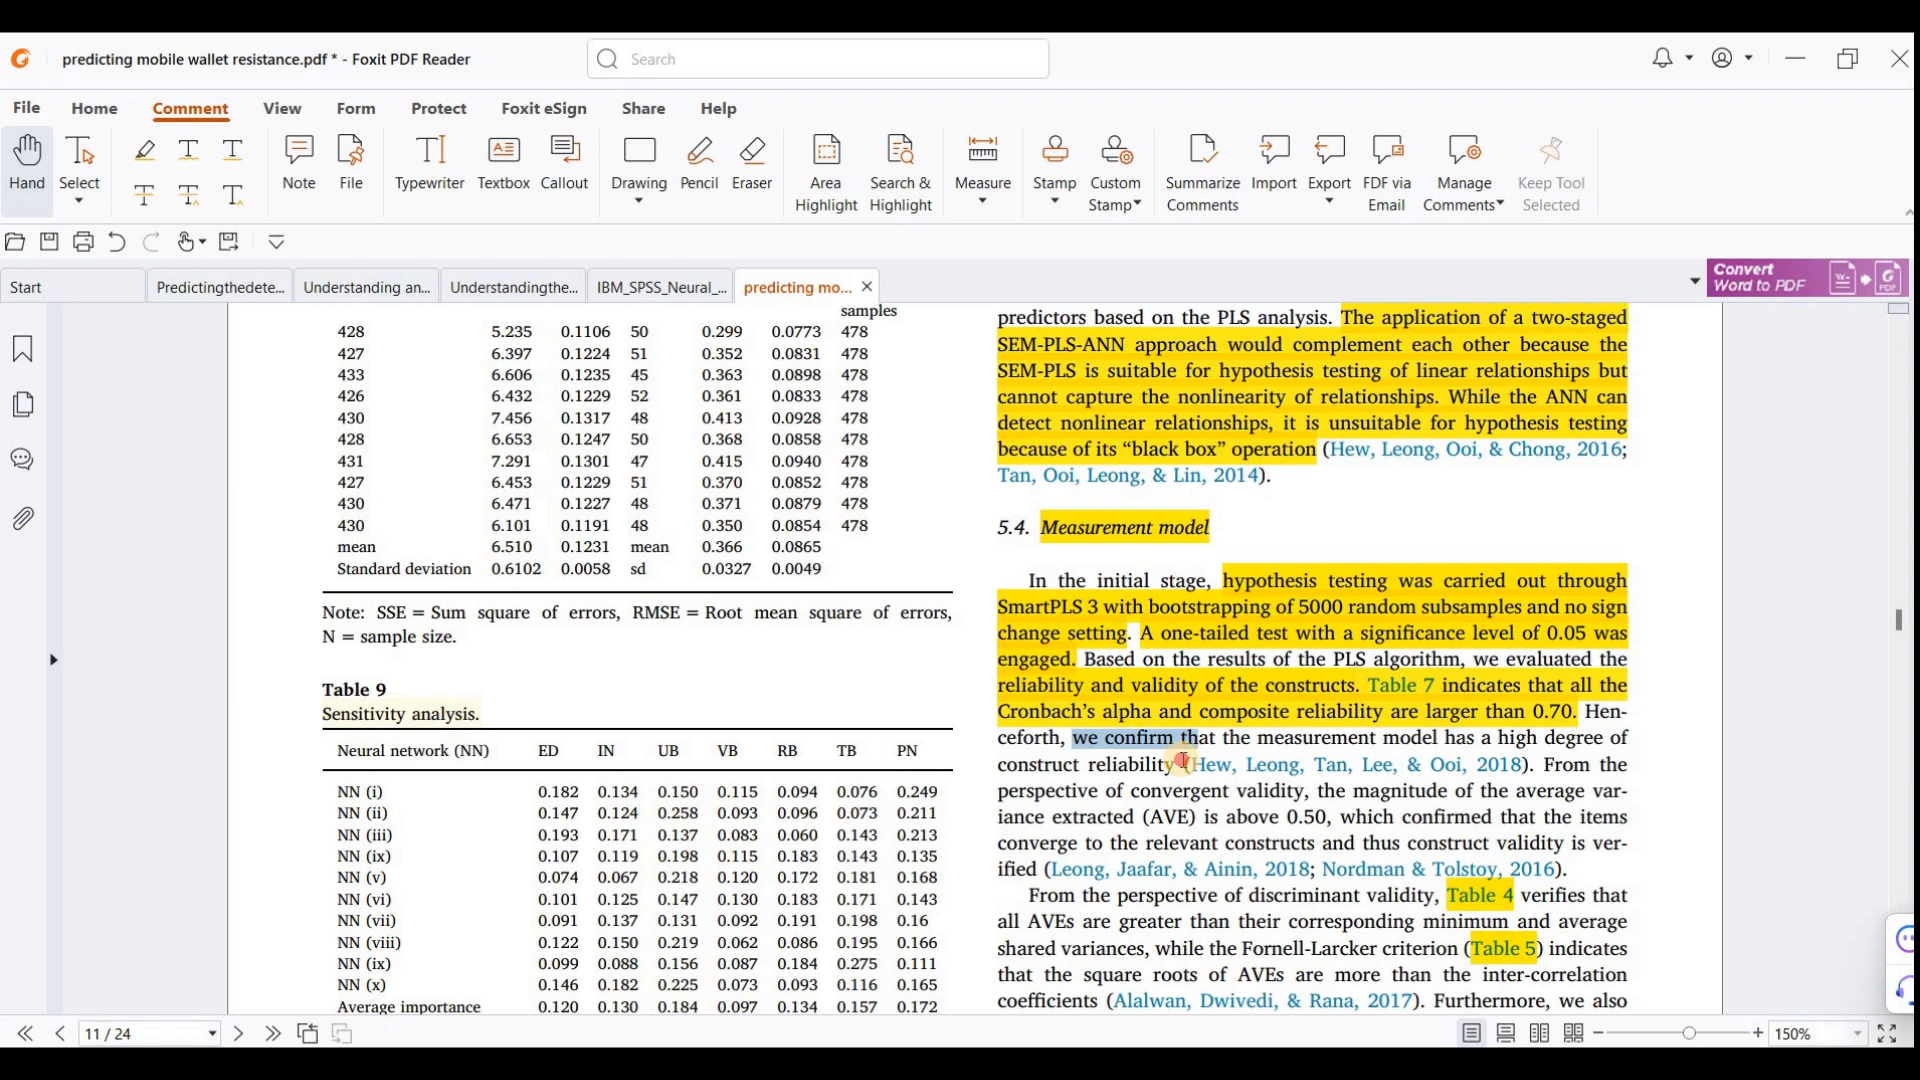 predicting mobile wallet resistance.pdf * - Foxit PDF Reader
Search
File Home Comment View Form Protect Foxit eSign Share Help
Hand Select Note File Typewriter Textbox Callout Drawing Pencil Eraser Area Highlight Search & Highlight Measure Stamp Custom Stamp Summarize Comments Import Export FDF via Email Manage Comments Keep Tool Selected
Start Predictingthedete... Understanding an... Understandingthe... IBM_SPSS_Neural_... predicting mo...
Convert
Word to PDF
samples
428 5.235 0.1106 50 0.299 0.0773 478
427 6.397 0.1224 51 0.352 0.0831 478
433 6.606 0.1235 45 0.363 0.0898 478
426 6.432 0.1229 52 0.361 0.0833 478
430 7.456 0.1317 48 0.413 0.0928 478
428 6.653 0.1247 50 0.368 0.0858 478
431 7.291 0.1301 47 0.415 0.0940 478
427 6.453 0.1229 51 0.370 0.0852 478
430 6.471 0.1227 48 0.371 0.0879 478
430 6.101 0.1191 48 0.350 0.0854 478
mean 6.510 0.1231 mean 0.366 0.0865
Standard deviation 0.6102 0.0058 sd 0.0327 0.0049
Note: SSE = Sum square of errors, RMSE = Root mean square of errors,
N = sample size.
Table 9
Sensitivity analysis.
Neural network (NN) ED IN UB VB RB TB PN
NN (i) 0.182 0.134 0.150 0.115 0.094 0.076 0.249
NN (ii) 0.147 0.124 0.258 0.093 0.096 0.073 0.211
NN (iii) 0.193 0.171 0.137 0.083 0.060 0.143 0.213
NN (ix) 0.107 0.119 0.198 0.115 0.183 0.143 0.135
NN (v) 0.074 0.067 0.218 0.120 0.172 0.181 0.168
NN (vi) 0.101 0.125 0.147 0.130 0.183 0.171 0.143
NN (vii) 0.091 0.137 0.131 0.092 0.191 0.198 0.16
NN (viii) 0.122 0.150 0.219 0.062 0.086 0.195 0.166
NN (ix) 0.099 0.088 0.156 0.087 0.184 0.275 0.111
NN (x) 0.146 0.182 0.225 0.073 0.093 0.116 0.165
Average importance 0.120 0.130 0.184 0.097 0.134 0.157 0.172
predictors based on the PLS analysis. The application of a two-staged
SEM-PLS-ANN approach would complement each other because the
SEM-PLS is suitable for hypothesis testing of linear relationships but
cannot capture the nonlinearity of relationships. While the ANN can
detect nonlinear relationships, it is unsuitable for hypothesis testing
because of its “black box” operation (Hew, Leong, Ooi, & Chong, 2016;
Tan, Ooi, Leong, & Lin, 2014).
5.4. Measurement model
In the initial stage, hypothesis testing was carried out through
SmartPLS 3 with bootstrapping of 5000 random subsamples and no sign
change setting. A one-tailed test with a significance level of 0.05 was
engaged. Based on the results of the PLS algorithm, we evaluated the
reliability and validity of the constructs. Table 7 indicates that all the
Cronbach’s alpha and composite reliability are larger than 0.70. Hen-
ceforth, we confirm that the measurement model has a high degree of
construct reliability (Hew, Leong, Tan, Lee, & Ooi, 2018). From the
perspective of convergent validity, the magnitude of the average var-
iance extracted (AVE) is above 0.50, which confirmed that the items
converge to the relevant constructs and thus construct validity is ver-
ified (Leong, Jaafar, & Ainin, 2018; Nordman & Tolstoy, 2016).
From the perspective of discriminant validity, Table 4 verifies that
all AVEs are greater than their corresponding minimum and average
shared variances, while the Fornell-Larcker criterion (Table 5) indicates
that the square roots of AVEs are more than the inter-correlation
coefficients (Alalwan, Dwivedi, & Rana, 2017). Furthermore, we also
11 / 24
150%